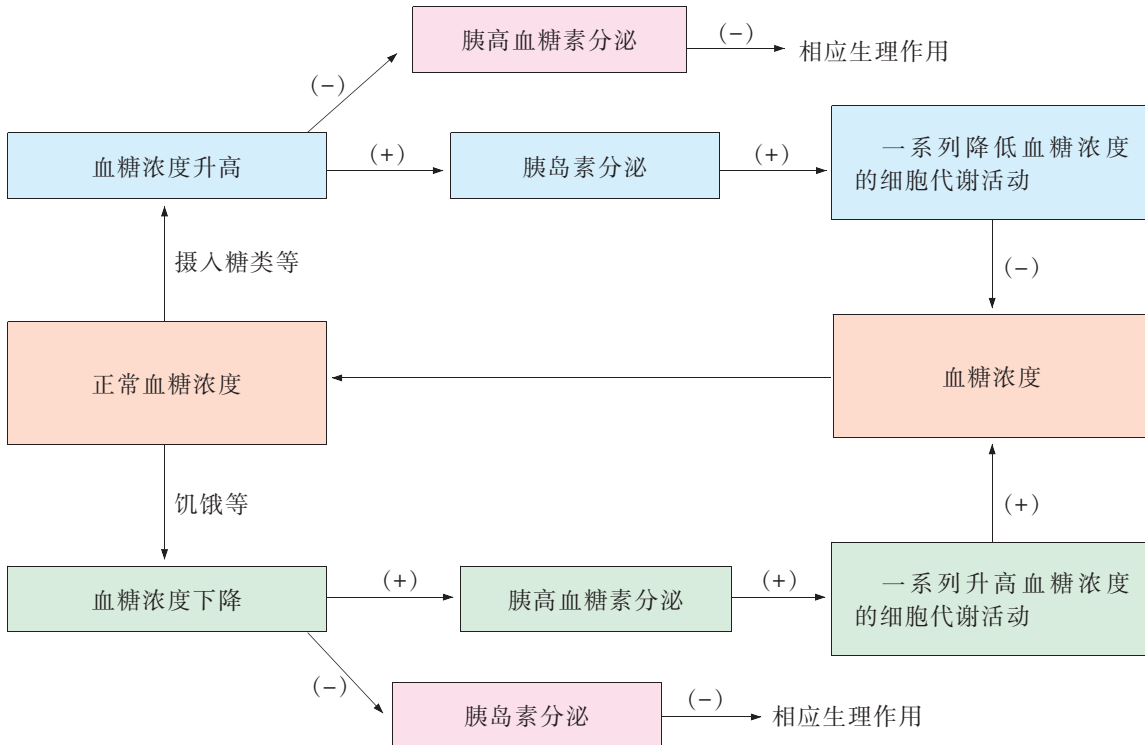 胰高血糖素分泌
(−)
相应生理作用
(−)
血糖浓度升高
(+)
胰岛素分泌
(+)
一系列降低血糖浓度
的细胞代谢活动
摄入糖类等
(−)
正常血糖浓度
血糖浓度
饥饿等
(+)
血糖浓度下降
(+)
胰高血糖素分泌
(+)
一系列升高血糖浓度
的细胞代谢活动
(−)
胰岛素分泌
(−)
相应生理作用